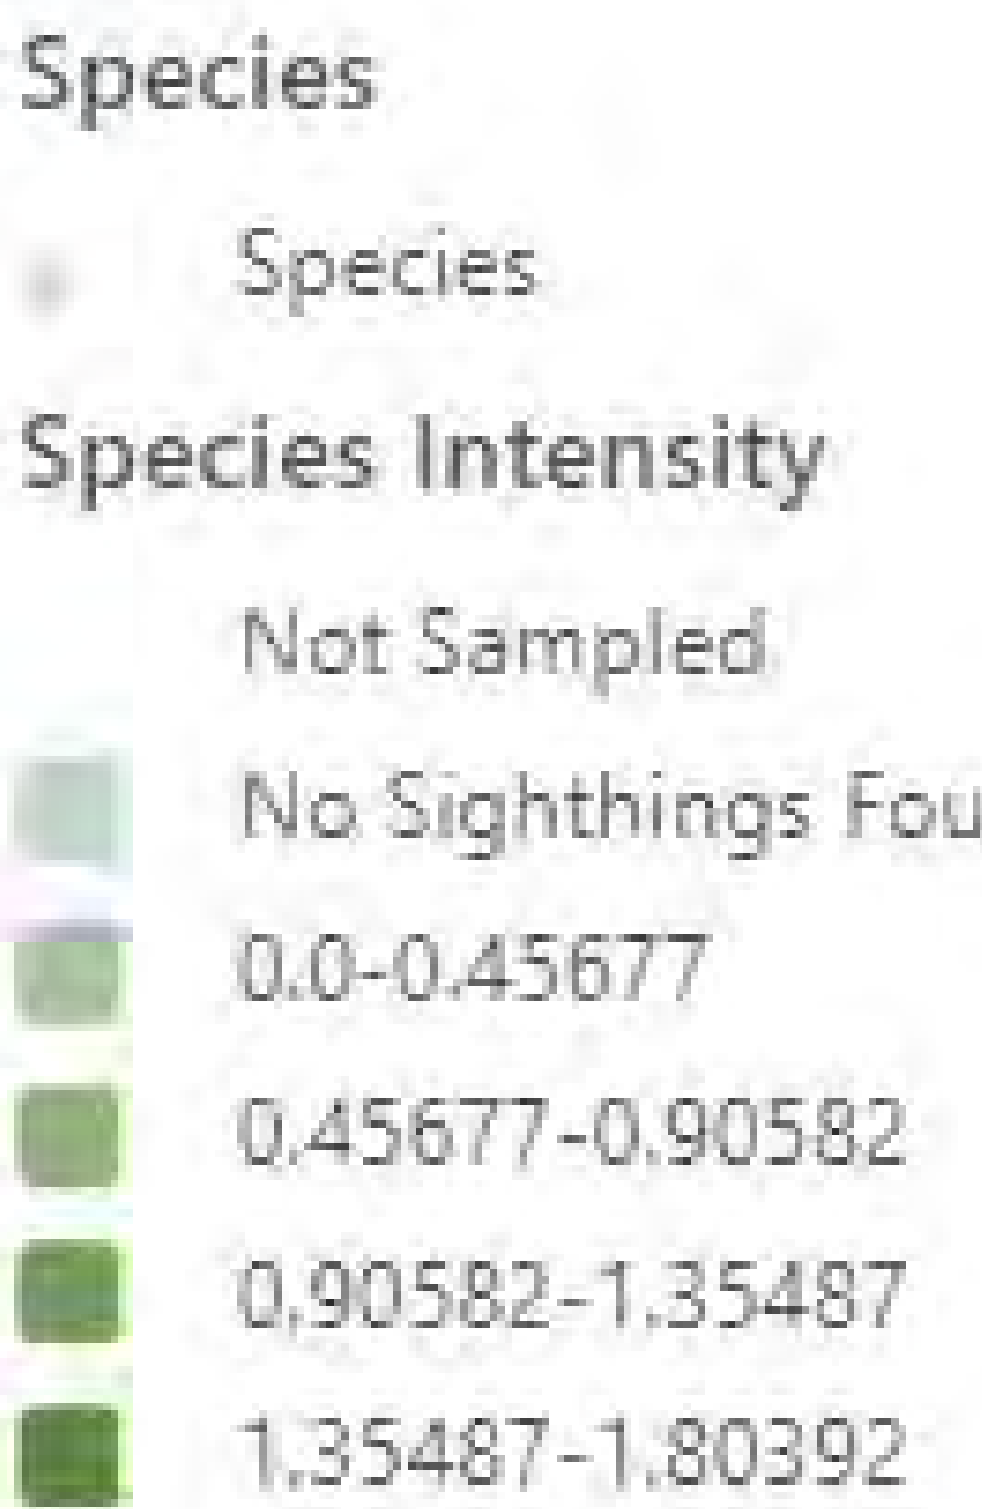 Species
Species
Species Intensity
Not Sampled
No Sighthings Fou
0.0-0.45677
0.45677-0.90582
0.90582-1.35487
1.35487-1.80392